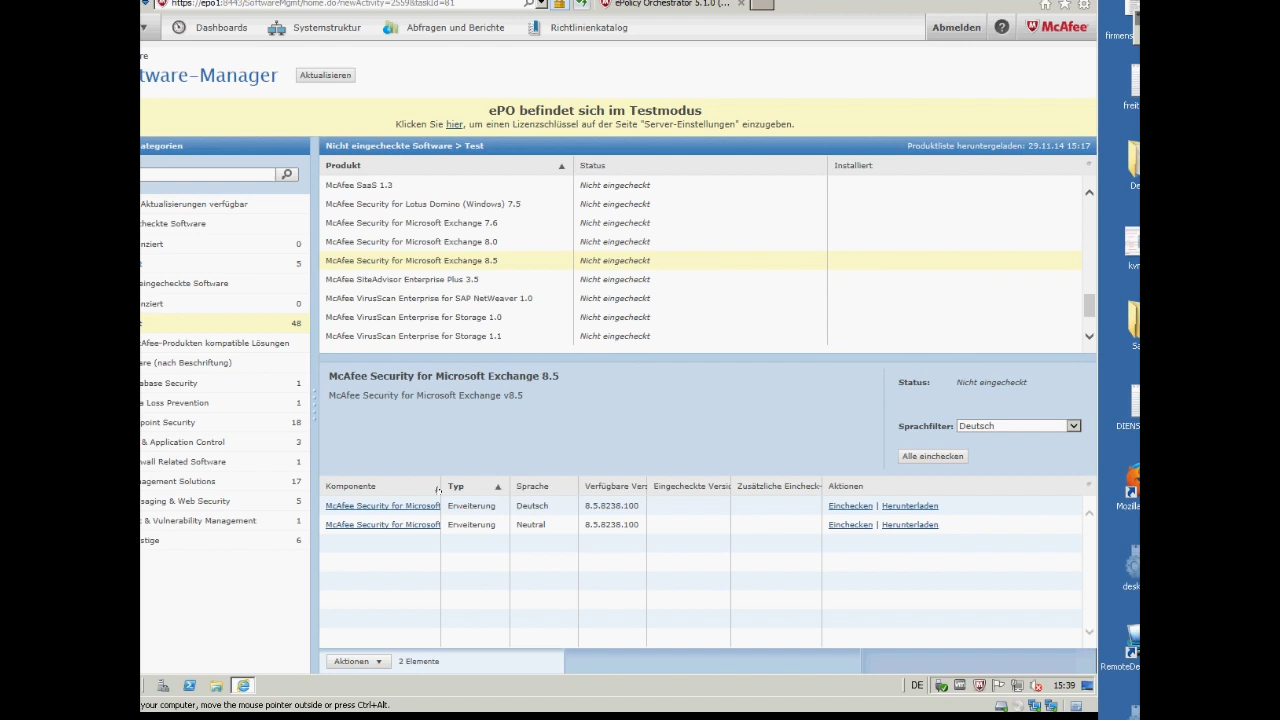 https://epo1:8443/SoftwareMgmt/home.do?newActivity=2559&taskId=81
ePolicy Orchestrator 5.1.0 (...
Dashboards
Systemstruktur
Abfragen und Berichte
Richtlinienkatalog
Abmelden
McAfee
firmens
are
tware-Manager
Aktualisieren
ePO befindet sich im Testmodus
Klicken Sie hier, um einen Lizenzschlüssel auf der Seite "Server-Einstellungen" einzugeben.
freit
ategorien
Nicht eingecheckte Software > Test
Produktliste heruntergeladen: 29.11.14 15:17
Produkt Status Installiert
McAfee SaaS 1.3 Nicht eingecheckt
McAfee Security for Lotus Domino (Windows) 7.5 Nicht eingecheckt
McAfee Security for Microsoft Exchange 7.6 Nicht eingecheckt
McAfee Security for Microsoft Exchange 8.0 Nicht eingecheckt
McAfee Security for Microsoft Exchange 8.5 Nicht eingecheckt
McAfee SiteAdvisor Enterprise Plus 3.5 Nicht eingecheckt
McAfee VirusScan Enterprise for SAP NetWeaver 1.0 Nicht eingecheckt
McAfee VirusScan Enterprise for Storage 1.0 Nicht eingecheckt
McAfee VirusScan Enterprise for Storage 1.1 Nicht eingecheckt
Aktualisierungen verfügbar
checkte Software
nziert 0
t 5
eingecheckte Software
nziert 0
t 48
cAfee-Produkten kompatible Lösungen
are (nach Beschriftung)
abase Security 1
e Loss Prevention 1
point Security 18
& Application Control 3
wall Related Software 1
agement Solutions 17
saging & Web Security 5
t & Vulnerability Management 1
stige 6
McAfee Security for Microsoft Exchange 8.5
McAfee Security for Microsoft Exchange v8.5
Status: Nicht eingecheckt
Sprachfilter: Deutsch
Alle einchecken
Komponente Typ Sprache Verfügbare Vers Eingecheckte Versio Zusätzliche Eincheck- Aktionen
McAfee Security for Microsoft Erweiterung Deutsch 8.5.8238.100 Einchecken | Herunterladen
McAfee Security for Microsoft Erweiterung Neutral 8.5.8238.100 Einchecken | Herunterladen
Aktionen 2 Elemente
De
kvn
Sa
DIENS
Mozill
desk
RemoteDe
DE
15:39
your computer, move the mouse pointer outside or press Ctrl+Alt.